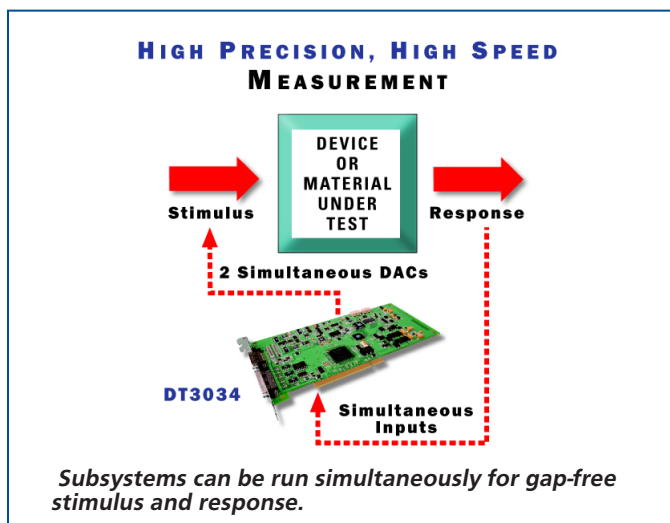 HIGH PRECISION, HIGH SPEED
MEASUREMENT
DEVICE
OR
MATERIAL
UNDER
TEST
Stimulus
Response
2 Simultaneous DACs
DT3034
Simultaneous
Inputs
Subsystems can be run simultaneously for gap-free
stimulus and response.